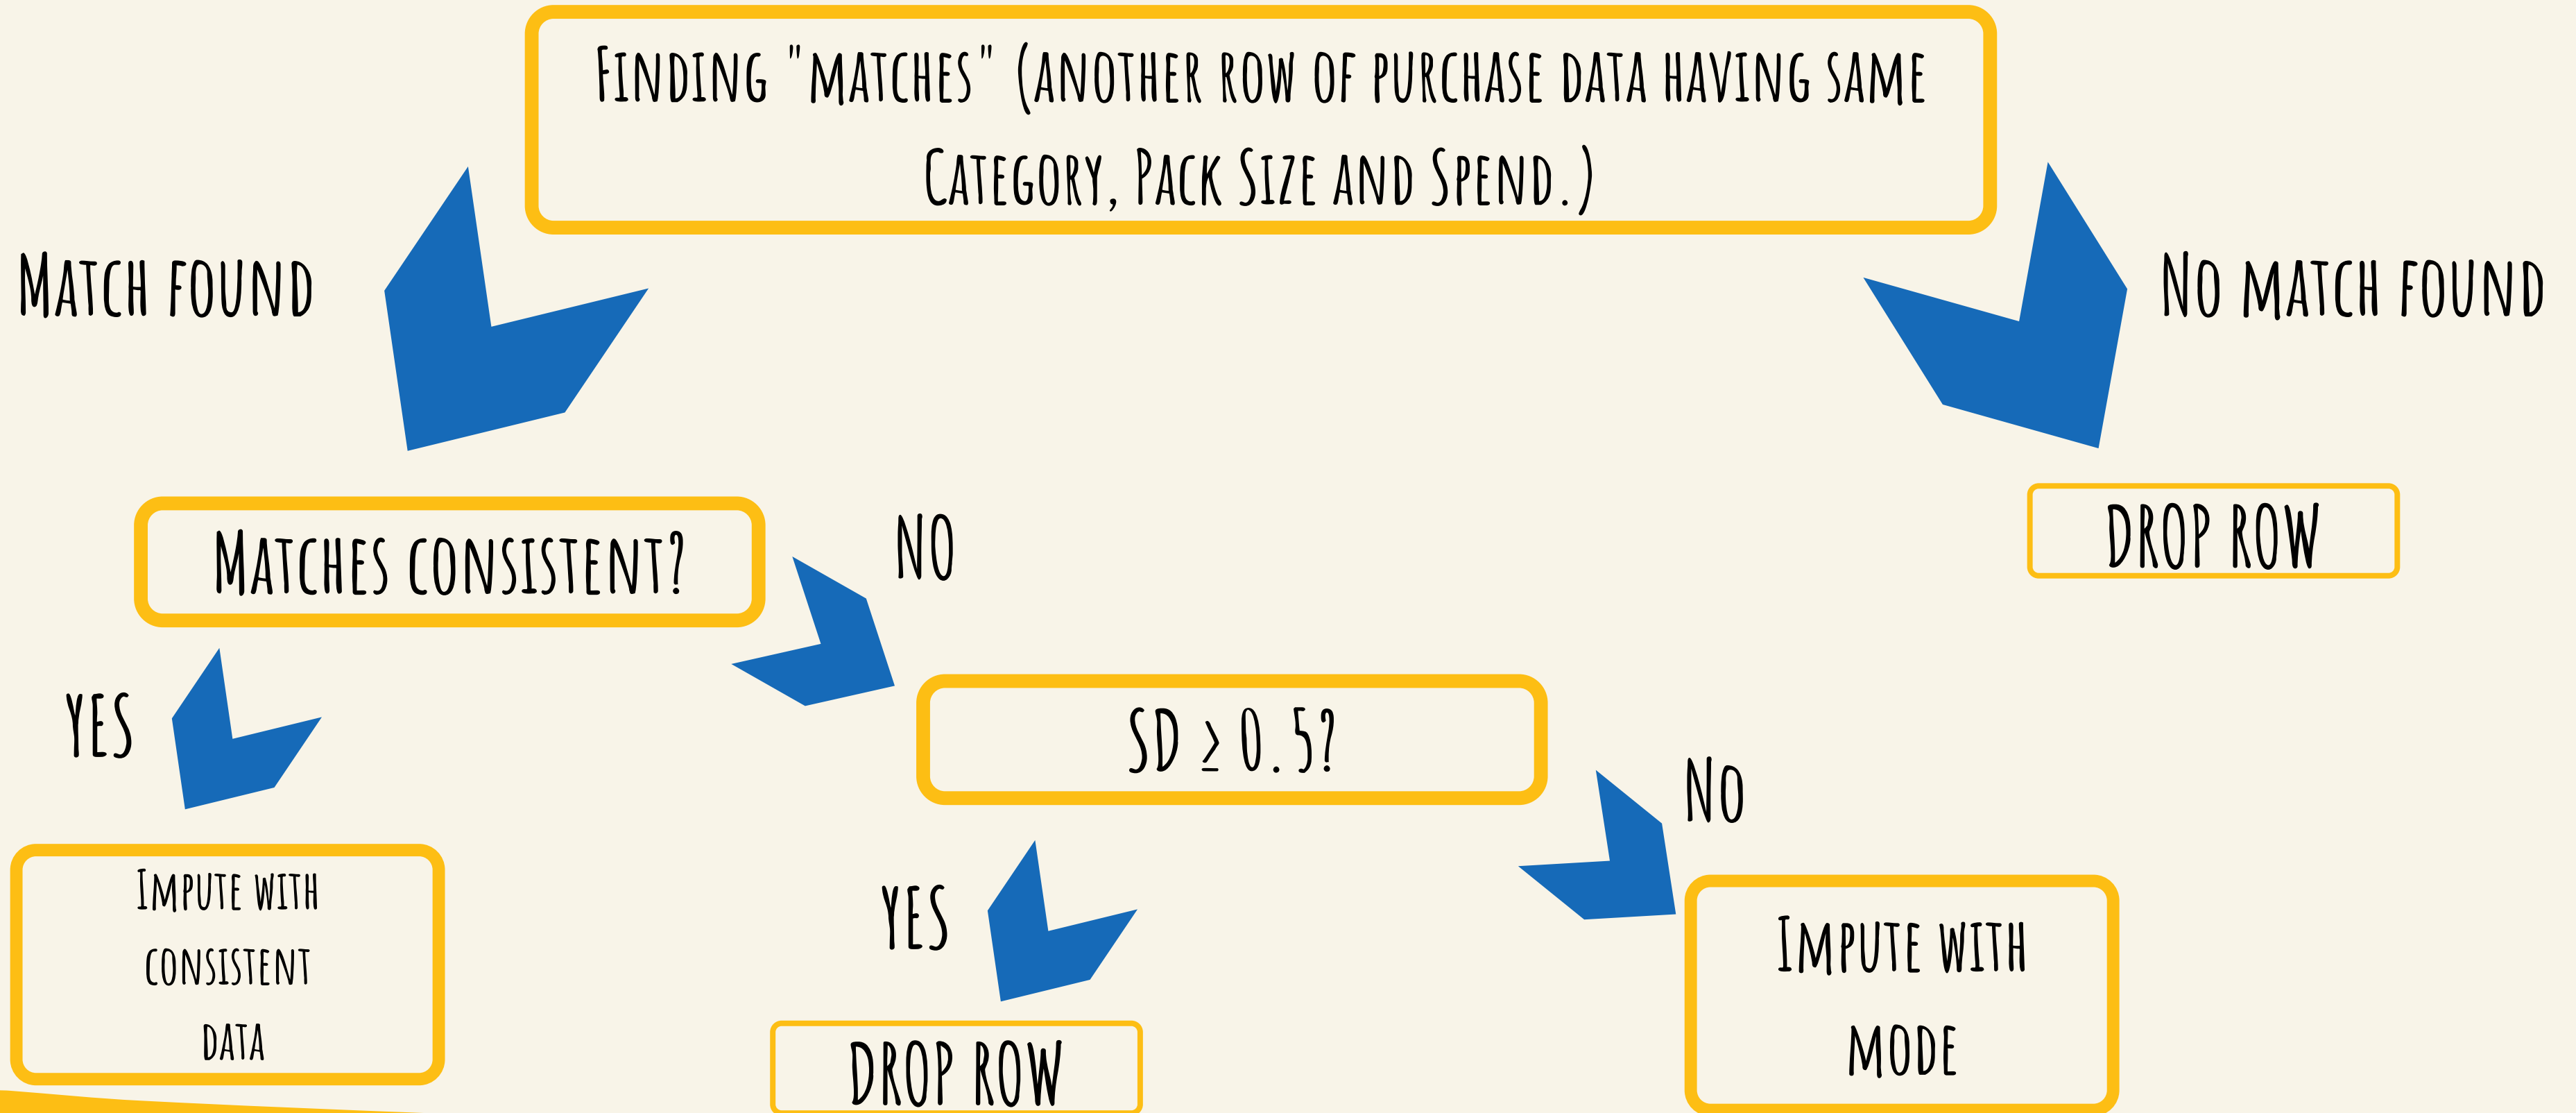 Finding "matches" (another row of purchase data having same
Category, Pack Size and Spend.)
Match found
No match found
Matches consistent?
NO
DROP ROW
YES
SD ≥ 0.5?
No
Impute with
consistent
data
YES
Impute with
mode
DROP ROW